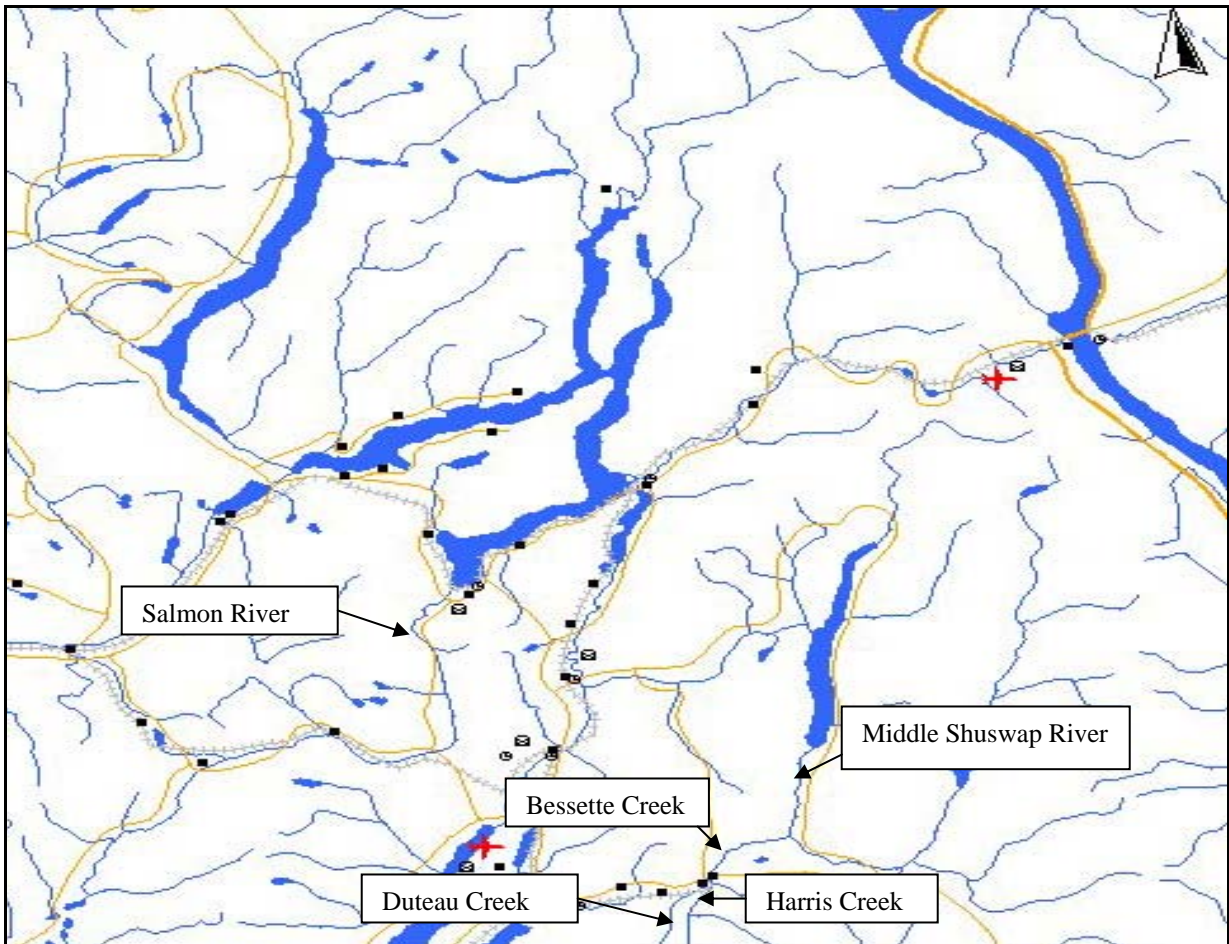 Salmon River
Middle Shuswap River
Bessette Creek
Duteau Creek
Harris Creek